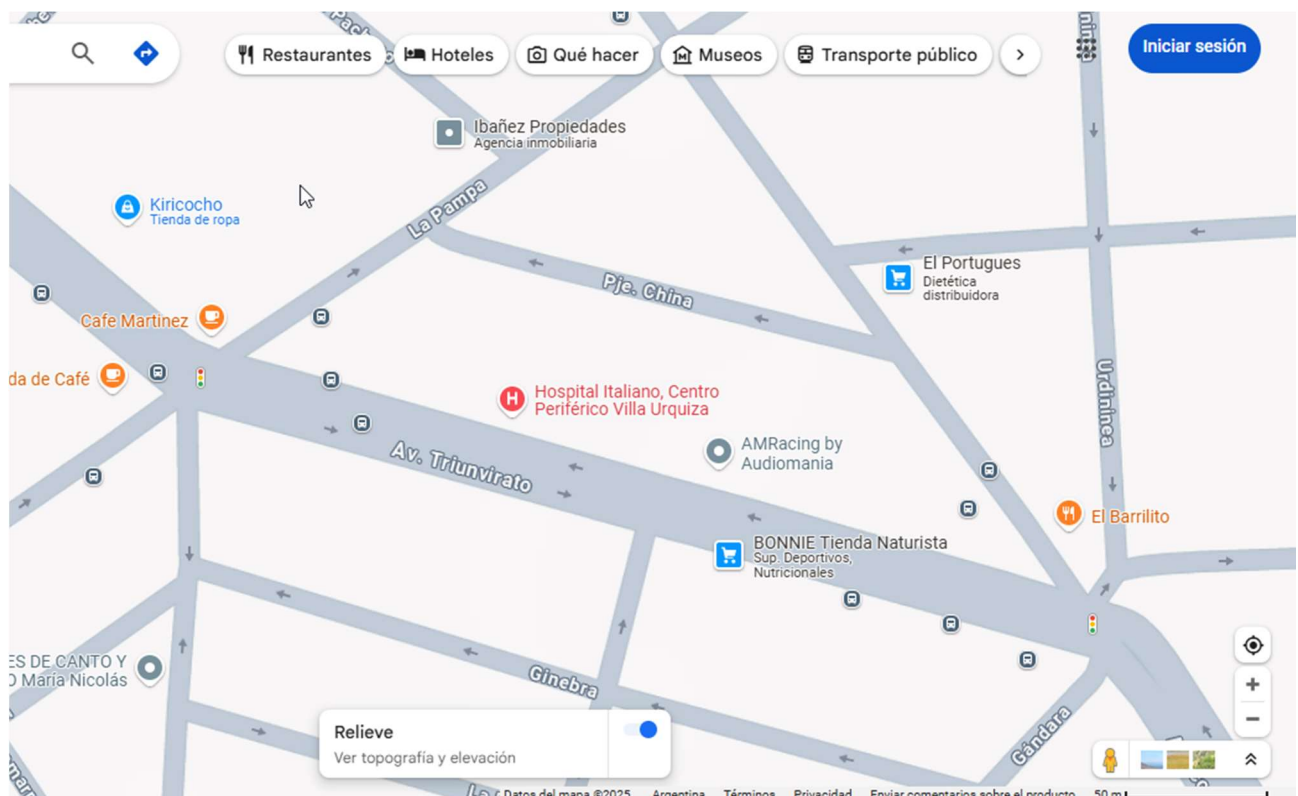 Pach
Restaurantes
Hoteles
Qué hacer
Museos
Transporte público
Iniciar sesión
Ibañez Propiedades
Agencia inmobiliaria
Kiricocho
Tienda de ropa
La Pampa
El Portugues
Dietética
distribuidora
Pje. China
Cafe Martinez
da de Café
Hospital Italiano, Centro
Periférico Villa Urquiza
Urdininea
Av. Triunvirato
AMRacing by
Audiomania
El Barrilito
BONNIE Tienda Naturista
Sup. Deportivos,
Nutricionales
ES DE CANTO Y
O María Nicolás
Ginebra
Gándara
Relieve
Ver topografía y elevación
Datos del mapa ©2025
Argentina
Términos
Privacidad
Enviar comentarios sobre el producto
50 m